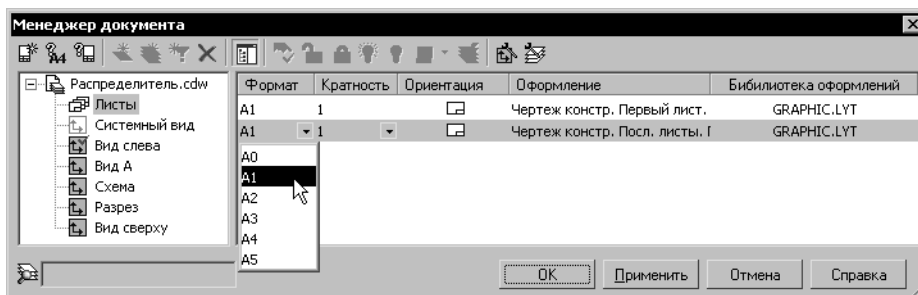 Менеджер документа
A4
Распределитель.cdw
Листы
Системный вид
Вид слева
Вид А
Схема
Разрез
Вид сверху
Формат Кратность Ориентация Оформление Бибилиотека оформлений
A1 1 Чертеж констр. Первый лист. GRAPHIC.LYT
A1 1 Чертеж констр. Посл. листы. GRAPHIC.LYT
A0
A1
A2
A3
A4
A5
OK Применить Отмена Справка